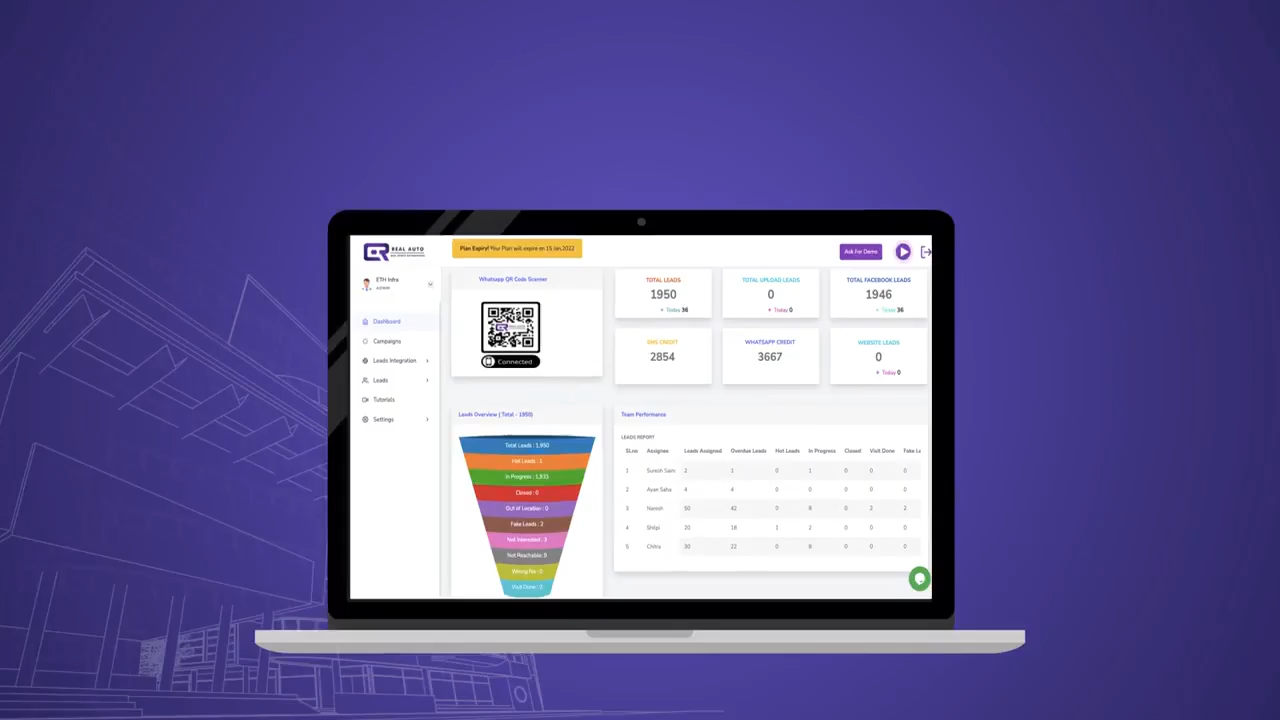 REAL AUTO
Plan Expiry! Your Plan will expire on 15 Jan,2022
Ask For Demo
ETH Infra
ADMIN
Dashboard
Campaigns
Leads Integration
Leads
Tutorials
Settings
Whatsapp QR Code Scanner
Connected
TOTAL LEADS
1950
+ Today 36
TOTAL UPLOAD LEADS
0
+ Today 0
TOTAL FACEBOOK LEADS
1946
+ Today 36
SMS CREDIT
2854
WHATSAPP CREDIT
3667
WEBSITE LEADS
0
+ Today 0
Leads Overview ( Total - 1950)
Total Leads : 1,950
Hot Leads : 1
In Progress : 1,933
Closed : 0
Out of Location : 0
Fake Leads : 2
Not Interested : 3
Not Reachable: 9
Wrong No : 0
Visit Done : 2
Team Performance
LEADS REPORT
Sl.no Assignee Leads Assigned Overdue Leads Hot Leads In Progress Closed Visit Done Fake Le
1 Suresh Saini 2 1 0 1 0 0 0
2 Ayan Saha 4 4 0 0 0 0 0
3 Naresh 50 42 0 8 0 2 2
4 Shilpi 20 18 1 2 0 0 0
5 Chitra 30 22 0 8 0 0 0